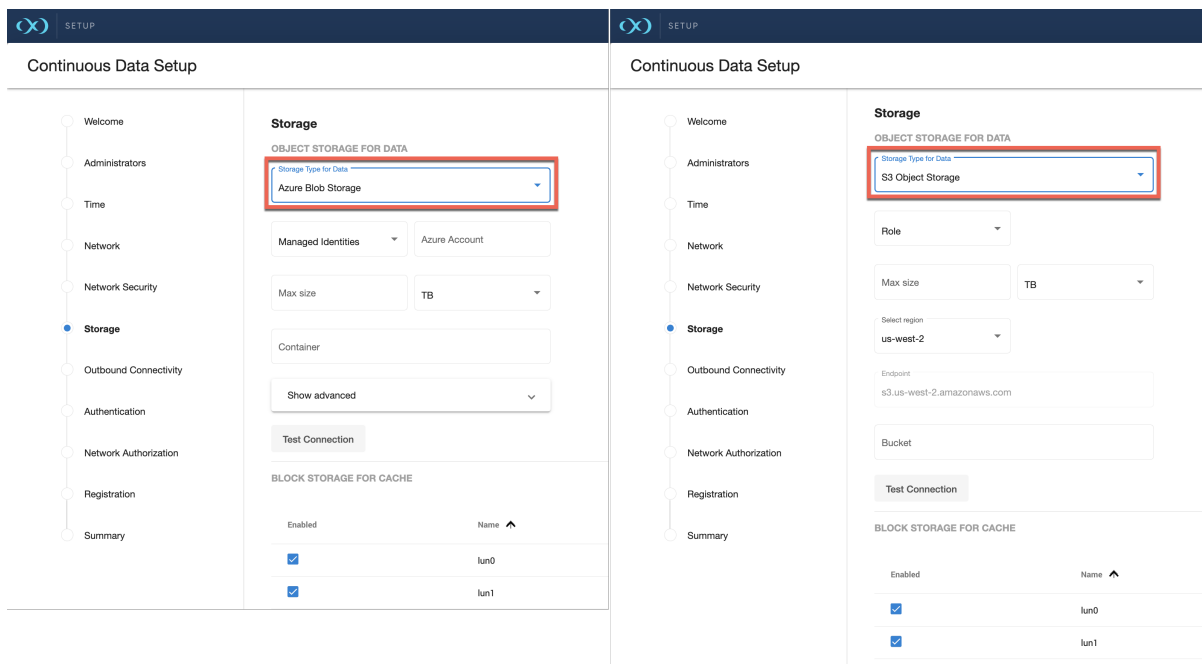 SETUP
Continuous Data Setup
Welcome
Administrators
Time
Network
Network Security
Storage
Outbound Connectivity
Authentication
Network Authorization
Registration
Summary
Storage
OBJECT STORAGE FOR DATA
Storage Type for Data
Azure Blob Storage
Managed Identities Azure Account
Max size TB
Container
Show advanced
Test Connection
BLOCK STORAGE FOR CACHE
Enabled Name
lun0
lun1
SETUP
Continuous Data Setup
Welcome
Administrators
Time
Network
Network Security
Storage
Outbound Connectivity
Authentication
Network Authorization
Registration
Summary
Storage
OBJECT STORAGE FOR DATA
Storage Type for Data
S3 Object Storage
Role
Max size TB
Select region
us-west-2
Endpoint
s3.us-west-2.amazonaws.com
Bucket
Test Connection
BLOCK STORAGE FOR CACHE
Enabled Name
lun0
lun1